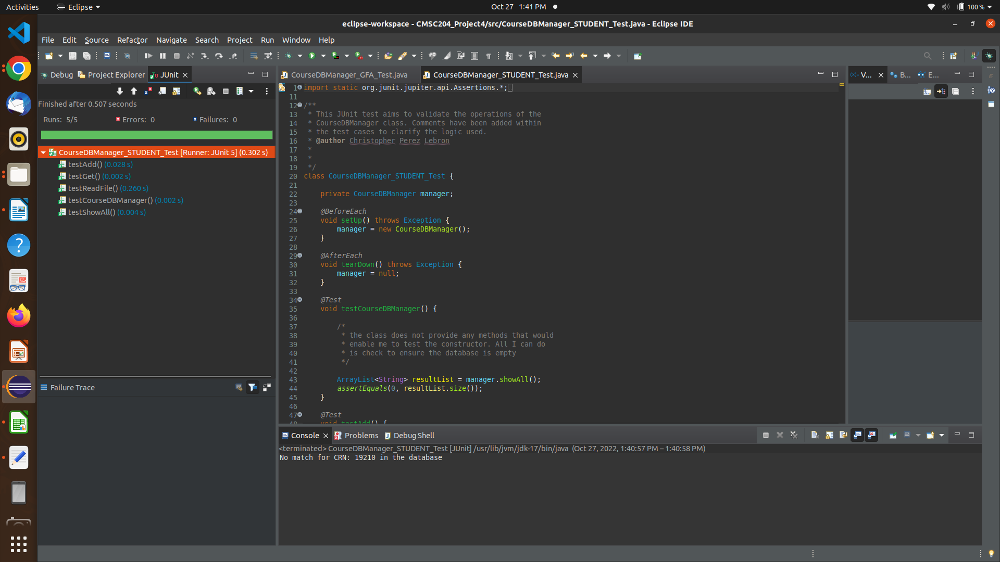 Activities
Eclipse
Oct 27 1:41 PM
100 %
eclipse-workspace - CMSC204_Project4/src/CourseDBManager_STUDENT_Test.java - Eclipse IDE
File Edit Source Refactor Navigate Search Project Run Window Help
Debug
Project Explorer
JUnit
Finished after 0.507 seconds
Runs: 5/5
Errors: 0
Failures: 0
CourseDBManager_STUDENT_Test [Runner: JUnit 5] (0.302 s)
testAdd() (0.028 s)
testGet() (0.002 s)
testReadFile() (0.260 s)
testCourseDBManager() (0.002 s)
testShowAll() (0.004 s)
Failure Trace
CourseDBManager_GFA_Test.java
CourseDBManager_STUDENT_Test.java
1 import static org.junit.jupiter.api.Assertions.*;
11
12 /**
13  * This JUnit test aims to validate the operations of the
14  * CourseDBManager class. Comments have been added within
15  * the test cases to clarify the logic used.
16  * @author Christopher Perez Lebron
17  *
18  *
19  */
20 class CourseDBManager_STUDENT_Test {
21
22     private CourseDBManager manager;
23
24     @BeforeEach
25     void setUp() throws Exception {
26         manager = new CourseDBManager();
27     }
28
29     @AfterEach
30     void tearDown() throws Exception {
31         manager = null;
32     }
33
34     @Test
35     void testCourseDBManager() {
36
37         /*
38          * the class does not provide any methods that would
39          * enable me to test the constructor. All I can do
40          * is check to ensure the database is empty
41          */
42
43         ArrayList<String> resultList = manager.showAll();
44         assertEquals(0, resultList.size());
45     }
46
47     @Test
48     void testAdd() {
(x)= V...
B...
E...
Console
Problems
Debug Shell
<terminated> CourseDBManager_STUDENT_Test [JUnit] /usr/lib/jvm/jdk-17/bin/java (Oct 27, 2022, 1:40:57 PM – 1:40:58 PM)
No match for CRN: 19210 in the database